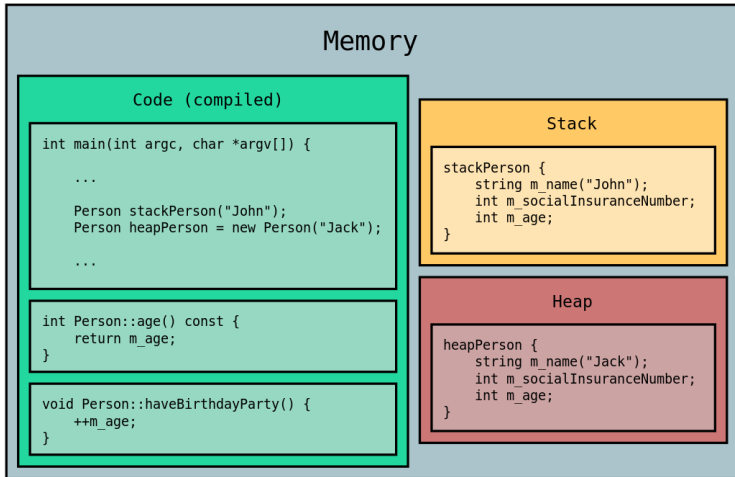 Memory
Code (compiled)
int main(int argc, char *argv[]) {
...
Person stackPerson("John");
Person heapPerson = new Person("Jack");
...
int Person::age() const {
return m_age;
}
void Person::haveBirthdayParty() {
++m_age;
}
Stack
stackPerson {
string m_name("John");
int m_socialInsuranceNumber;
int m_age;
}
Heap
heapPerson {
string m_name("Jack");
int m_socialInsuranceNumber;
int m_age;
}